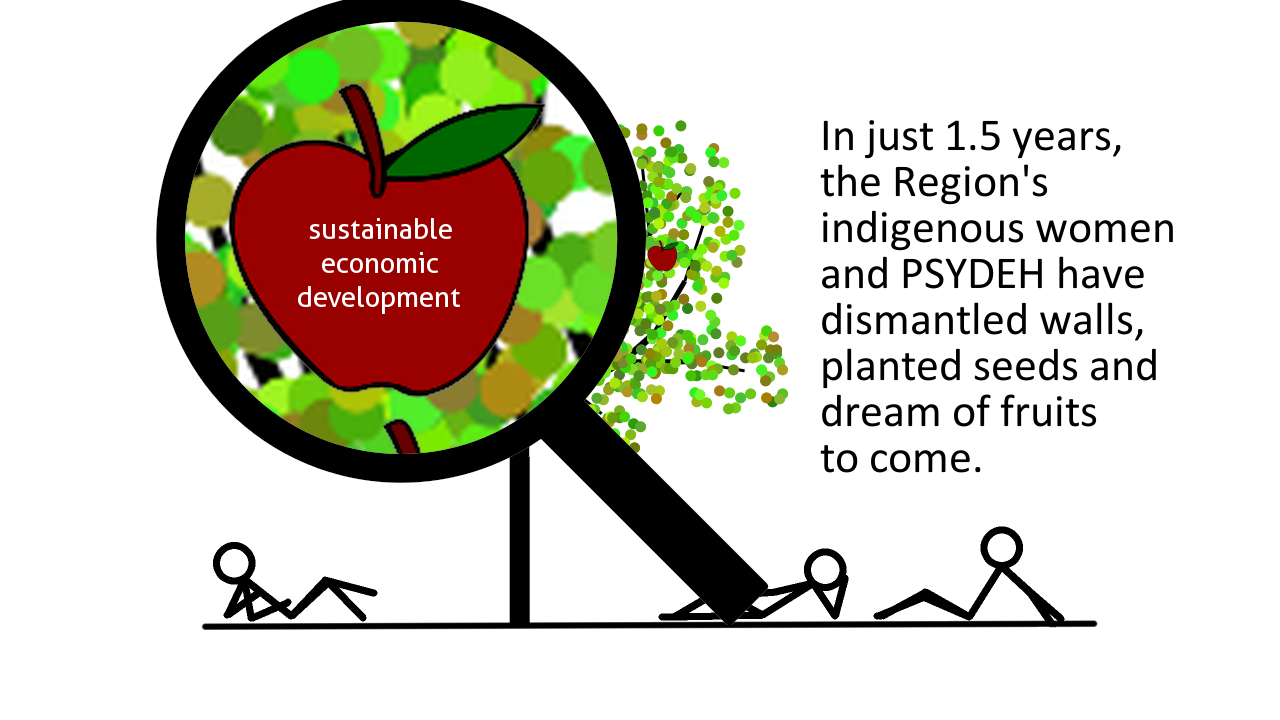 sustainable
economic
development
In just 1.5 years,
the Region's
indigenous women
and PSYDEH have
dismantled walls,
planted seeds and
dream of fruits
to come.